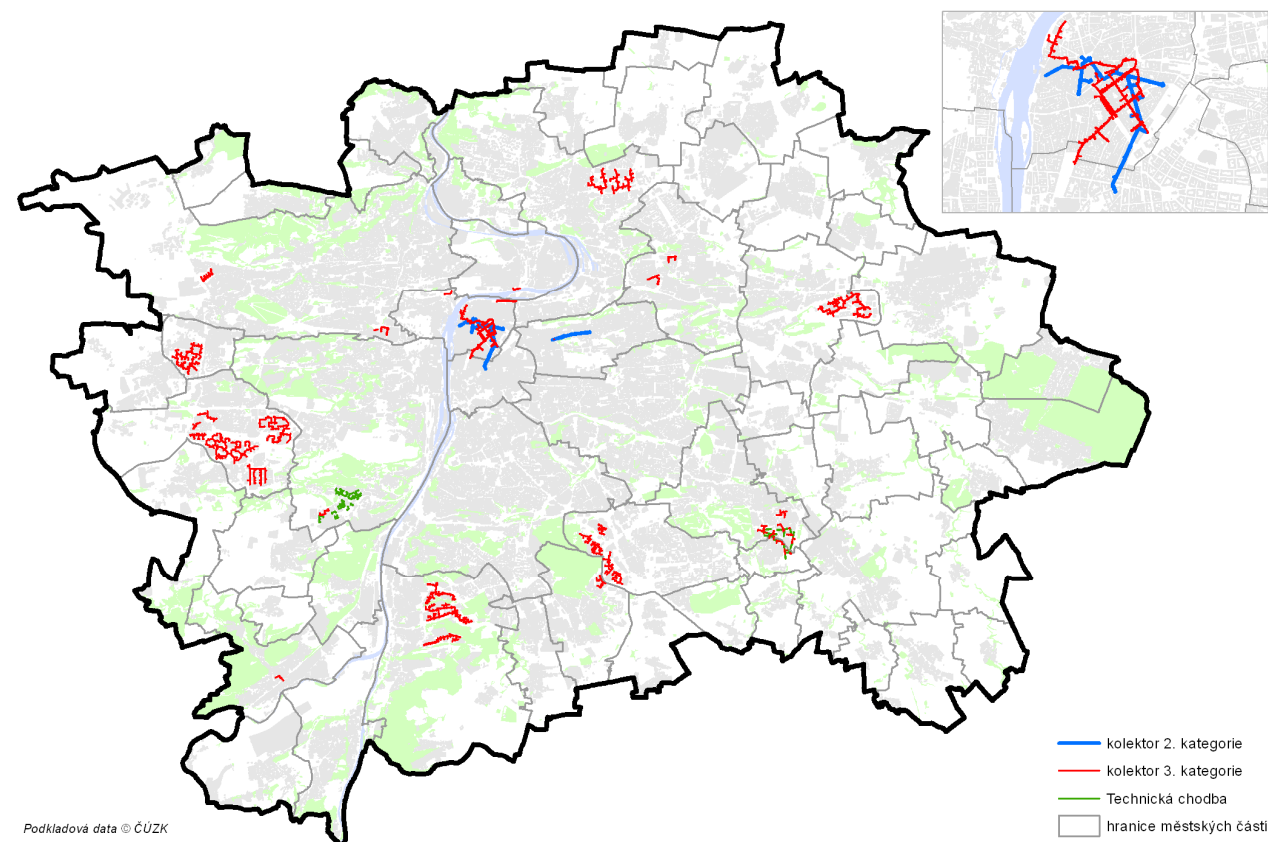 kolektor 2. kategorie
kolektor 3. kategorie
Technická chodba
hranice městských částí
Podkladová data © ČÚZK